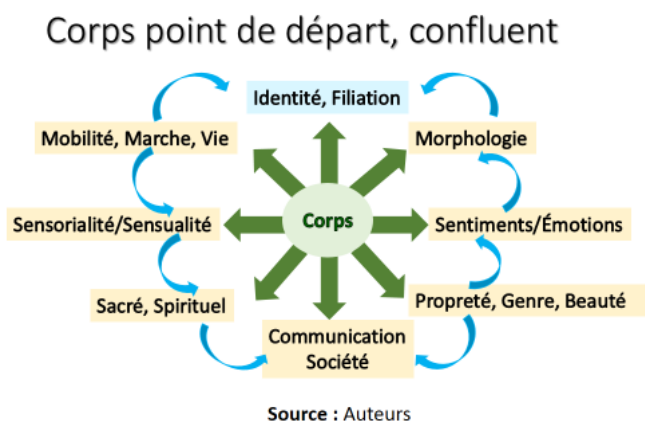 Corps point de départ, confluent
Identité, Filiation
Mobilité, Marche, Vie
Morphologie
Sensorialité/Sensualité
Corps
Sentiments/Émotions
Sacré, Spirituel
Propreté, Genre, Beauté
Communication
Société
Source : Auteurs